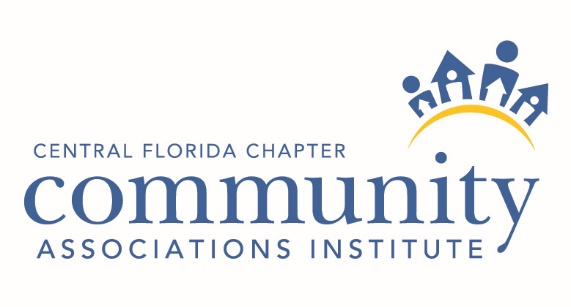 CENTRAL FLORIDA CHAPTER
community
ASSOCIATIONS INSTITUTE